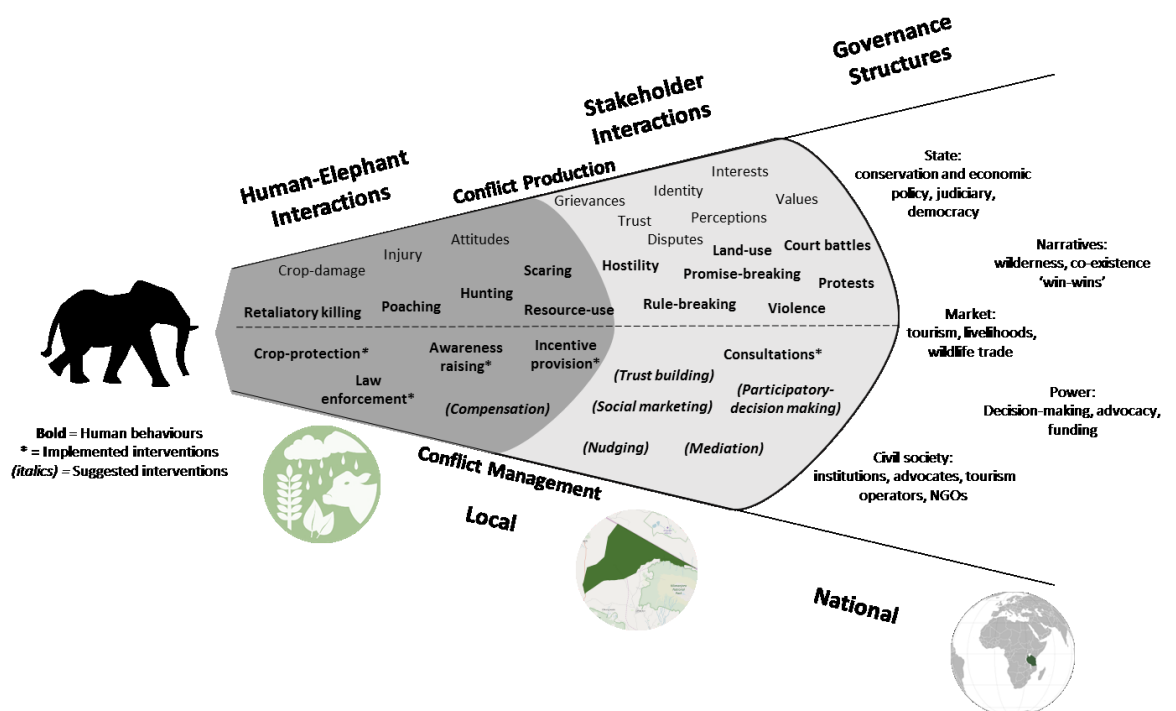 Governance
Structures
Stakeholder
Interactions
Human-Elephant
Interactions
Conflict Production
Grievances
Identity
Interests
Trust
Perceptions
Values
Disputes
Land-use
Court battles
Hostility
Promise-breaking
Protests
Rule-breaking
Violence
Crop-damage
Injury
Attitudes
Scaring
Hunting
Retaliatory killing
Poaching
Resource-use
Crop-protection*
Awareness
raising*
Incentive
provision*
Law
enforcement*
(Compensation)
Consultations*
(Trust building)
(Participatory-
decision making)
(Social marketing)
(Nudging)
(Mediation)
Conflict Management
Local
National
State:
conservation and economic
policy, judiciary,
democracy
Narratives:
wilderness, co-existence
‘win-wins’
Market:
tourism, livelihoods,
wildlife trade
Power:
Decision-making, advocacy,
funding
Civil society:
institutions, advocates, tourism
operators, NGOs
Bold = Human behaviours
* = Implemented interventions
(italics) = Suggested interventions